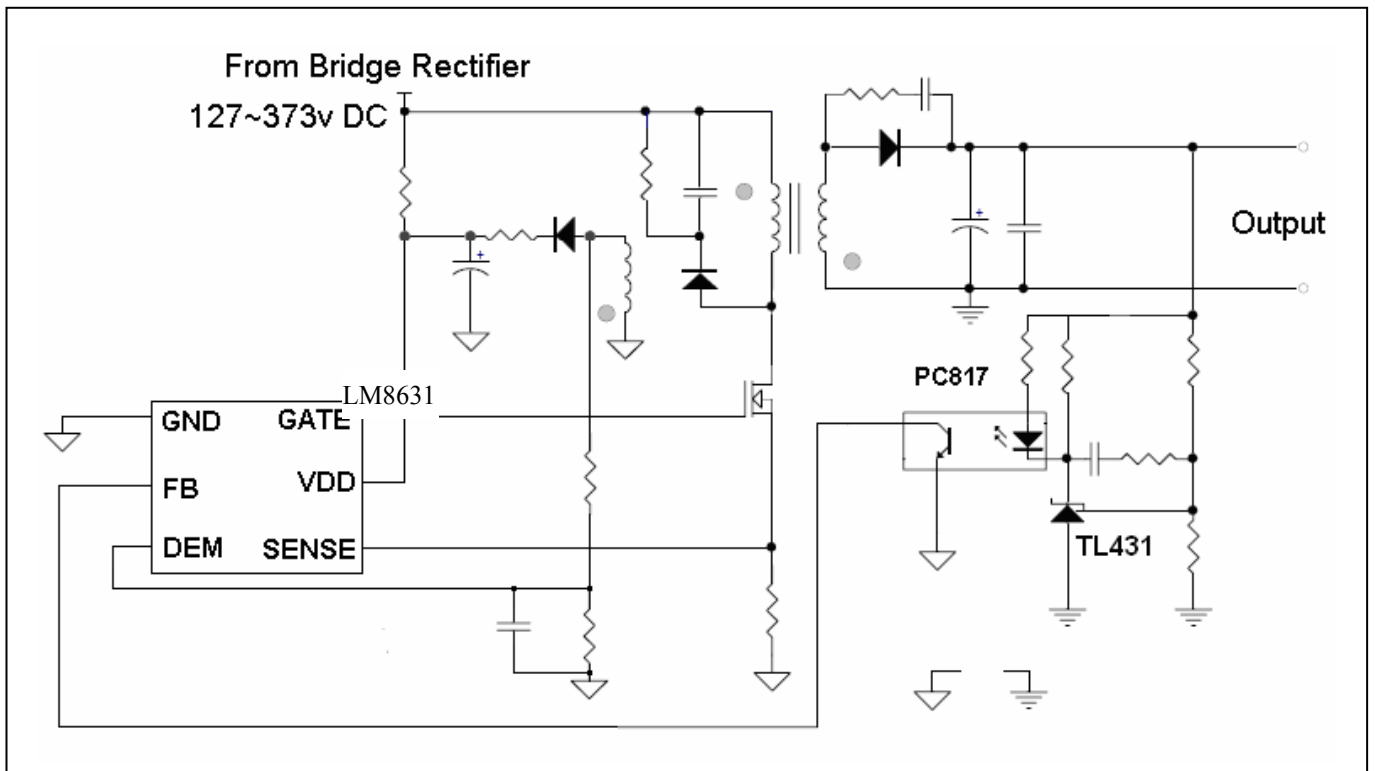 From Bridge Rectifier
127~373v DC
Output
PC817
LM8631
GND
GATE
FB
VDD
DEM
SENSE
TL431